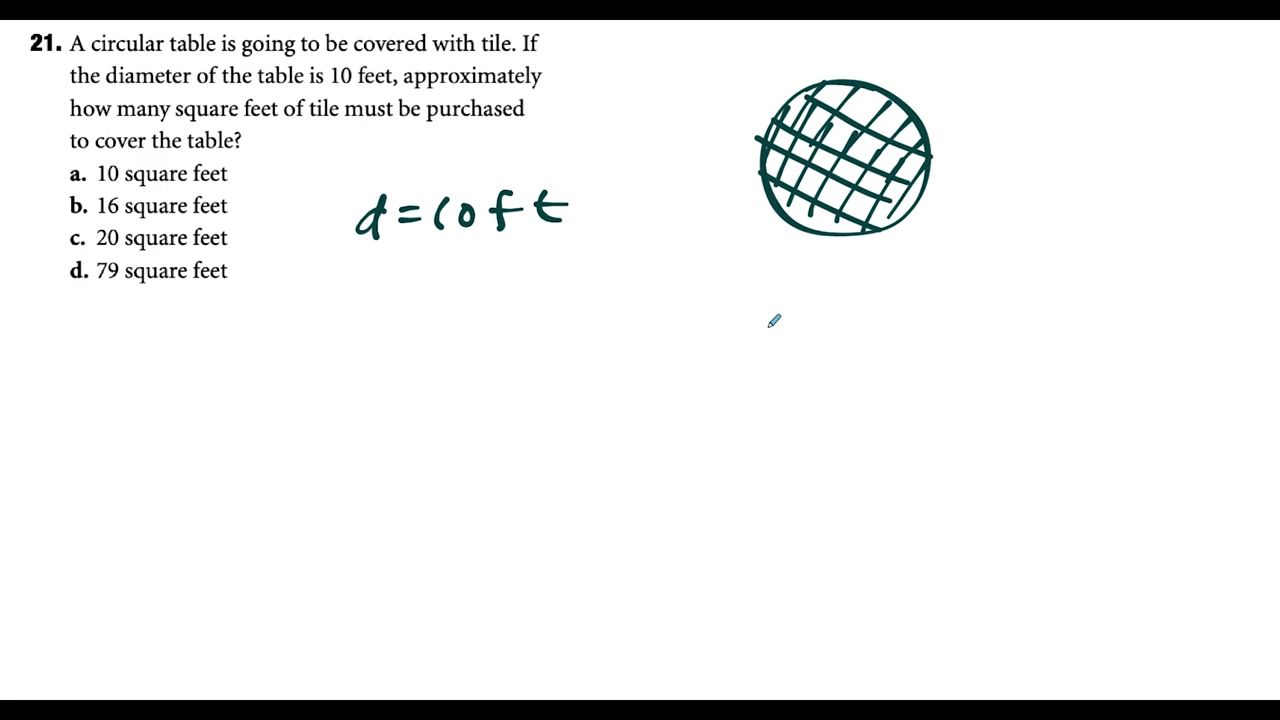 21. A circular table is going to be covered with tile. If
the diameter of the table is 10 feet, approximately
how many square feet of tile must be purchased
to cover the table?
a. 10 square feet
b. 16 square feet
c. 20 square feet
d. 79 square feet
d=10ft